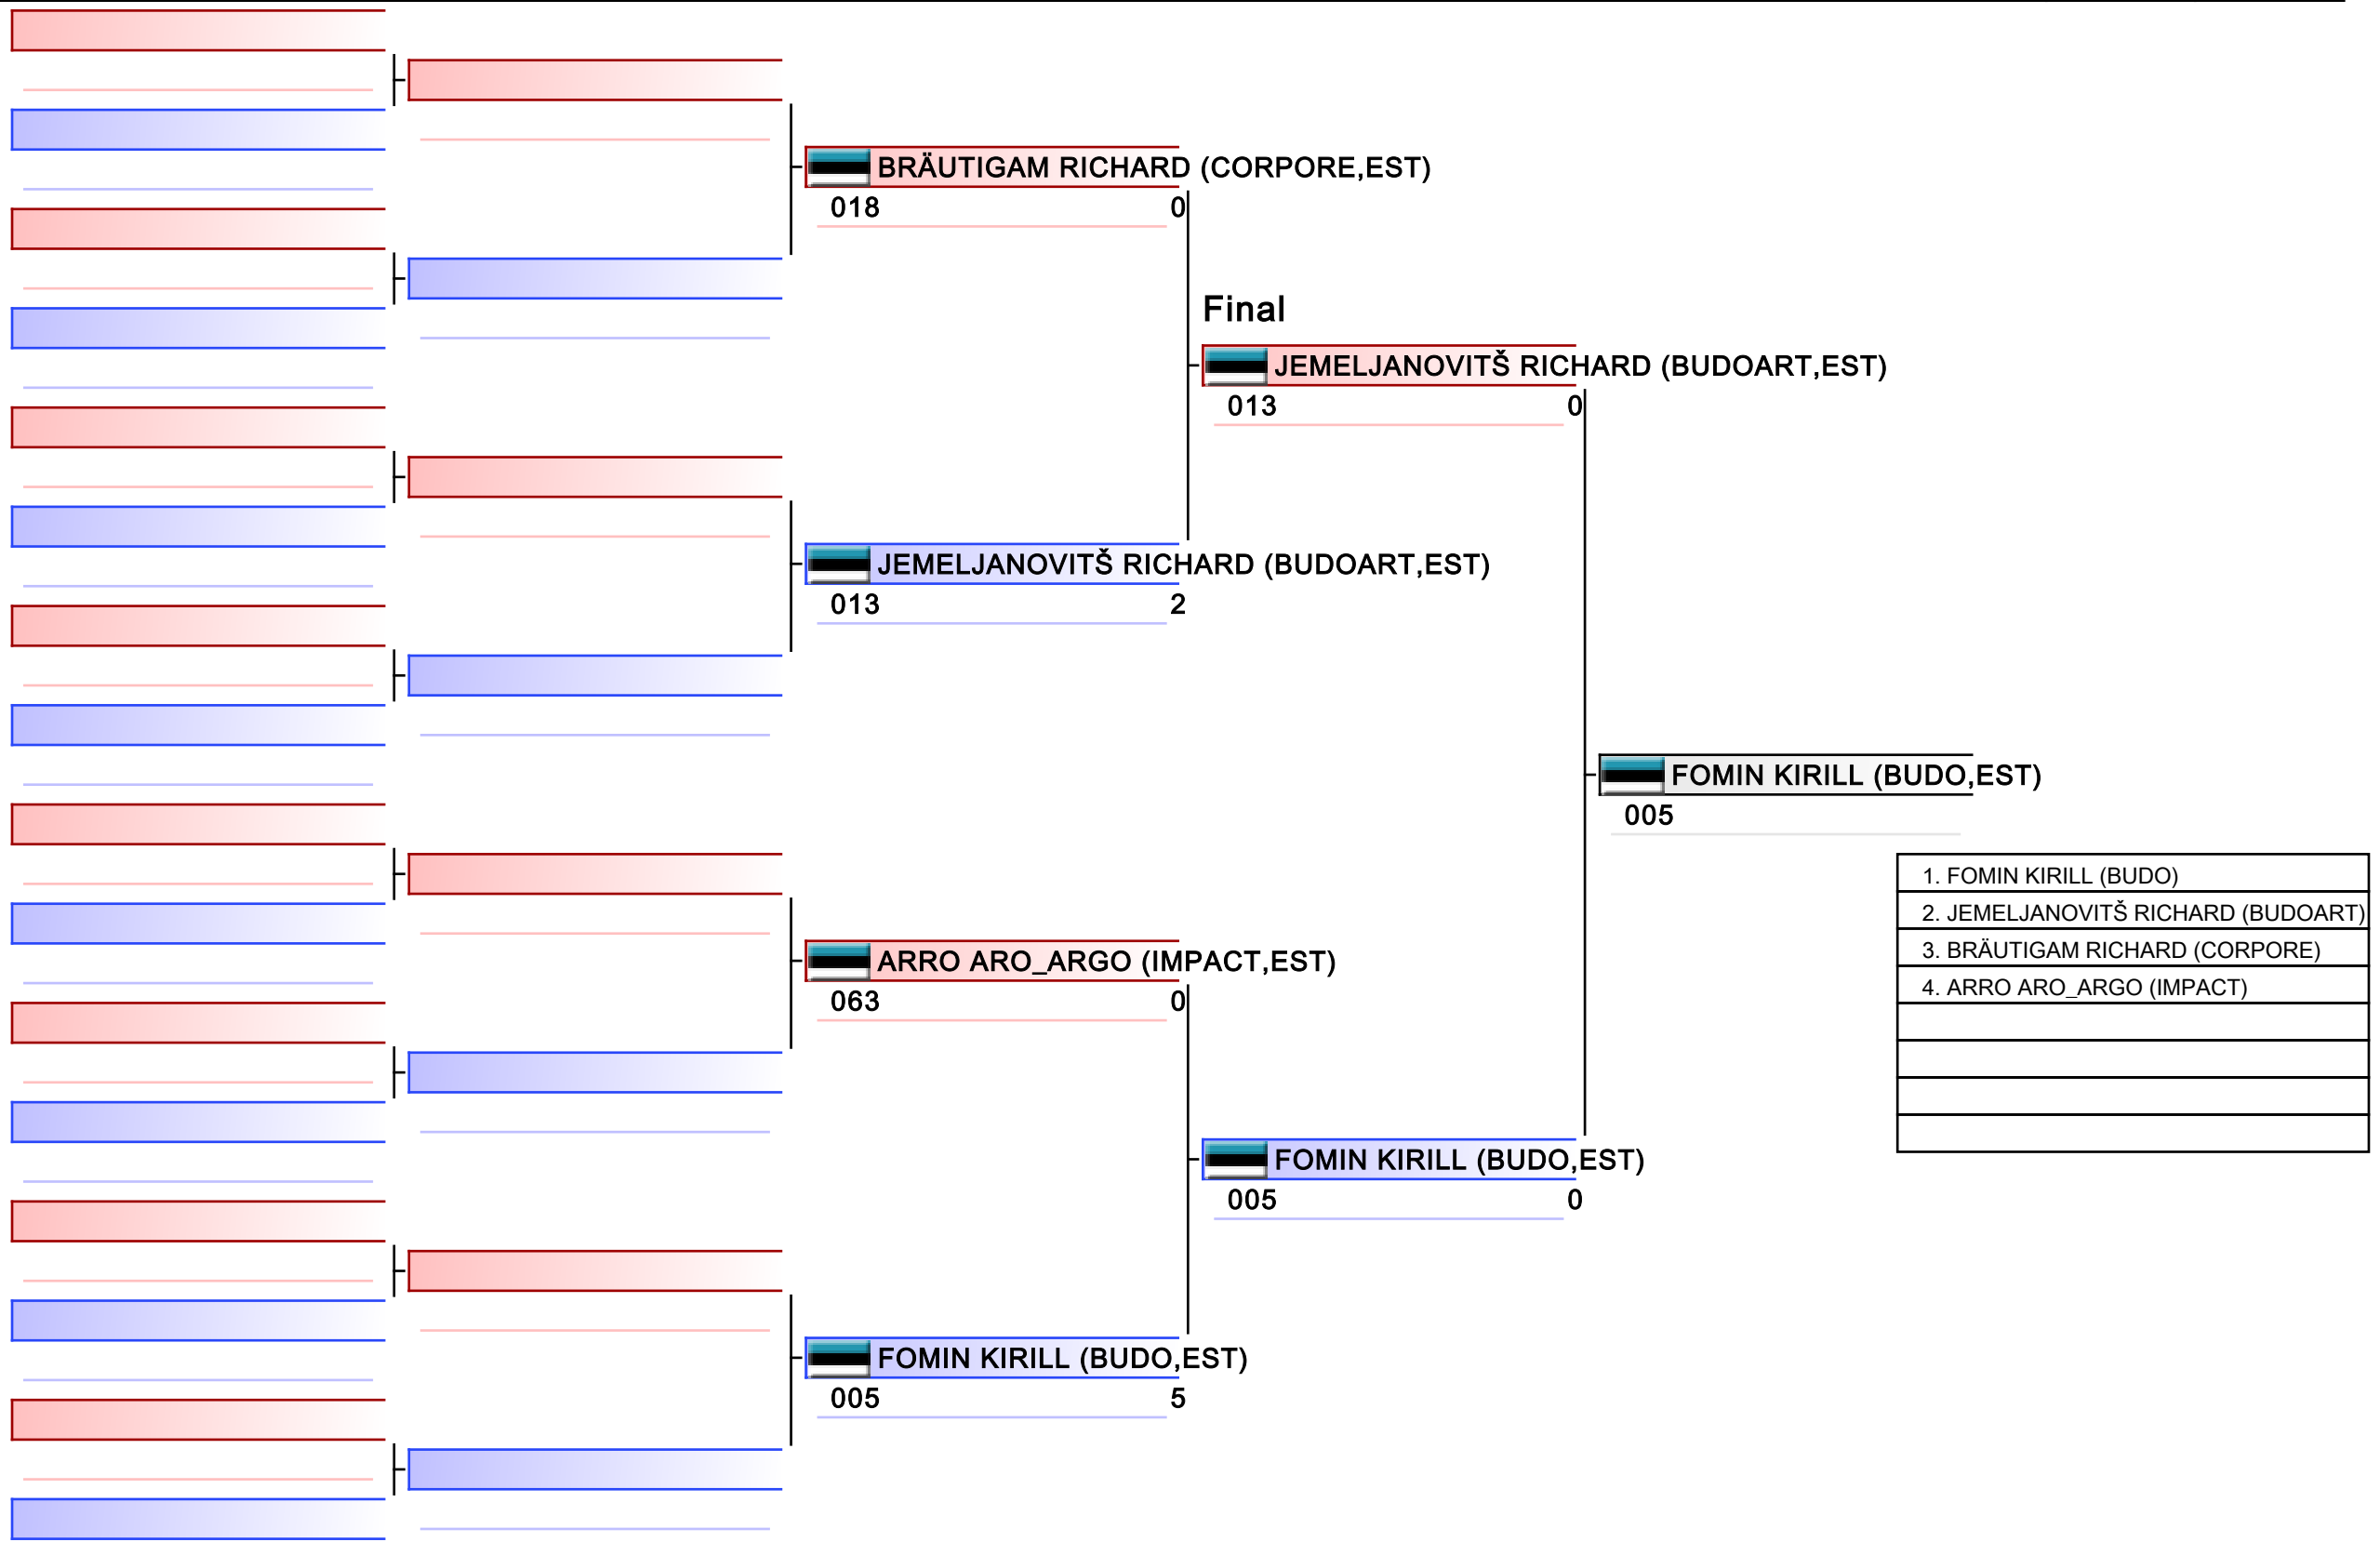 BRÄUTIGAM RICHARD (CORPORE,EST)
018 0
Final
JEMELJANOVITŠ RICHARD (BUDOART,EST)
013 0
JEMELJANOVITŠ RICHARD (BUDOART,EST)
013 2
FOMIN KIRILL (BUDO,EST)
005
1. FOMIN KIRILL (BUDO)
2. JEMELJANOVITŠ RICHARD (BUDOART)
3. BRÄUTIGAM RICHARD (CORPORE)
4. ARRO ARO_ARGO (IMPACT)
ARRO ARO_ARGO (IMPACT,EST)
063 0
FOMIN KIRILL (BUDO,EST)
005 0
FOMIN KIRILL (BUDO,EST)
005 5